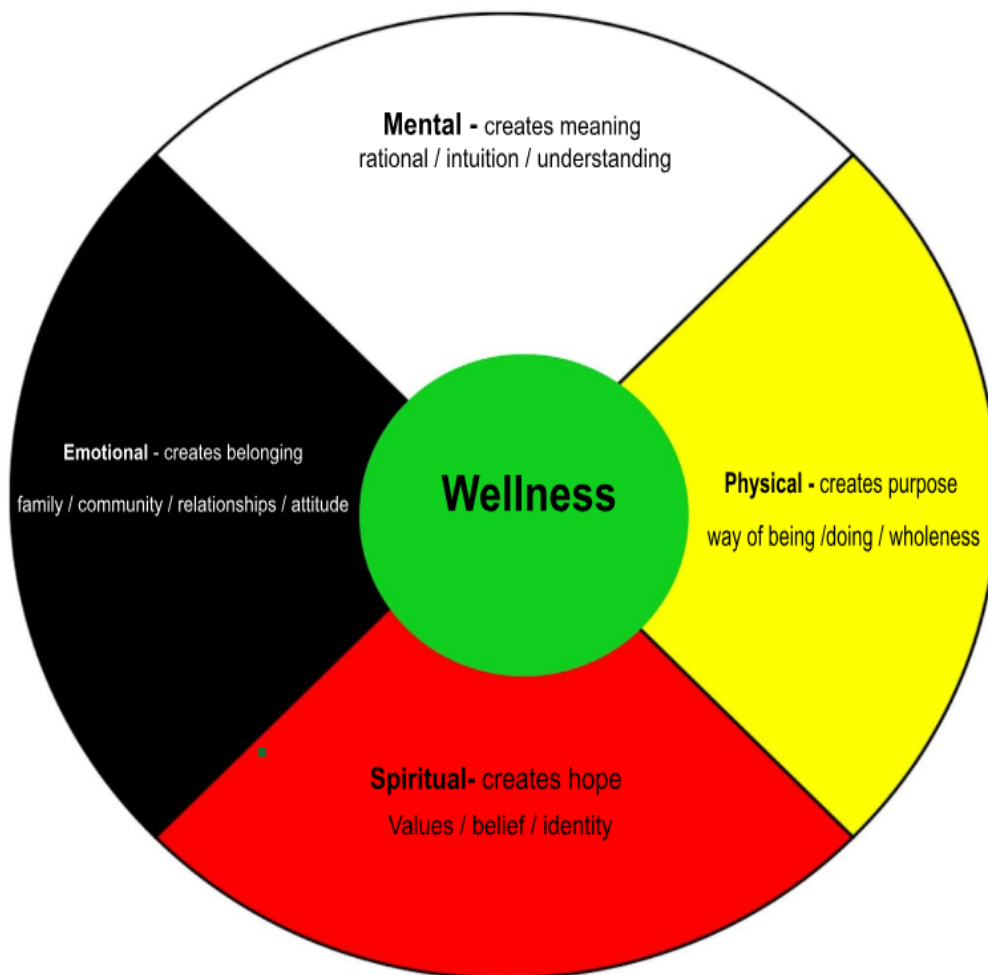 Mental - creates meaning
rational / intuition / understanding
Emotional - creates belonging
family / community / relationships / attitude
Wellness
Physical - creates purpose
way of being /doing / wholeness
Spiritual- creates hope
Values / belief / identity